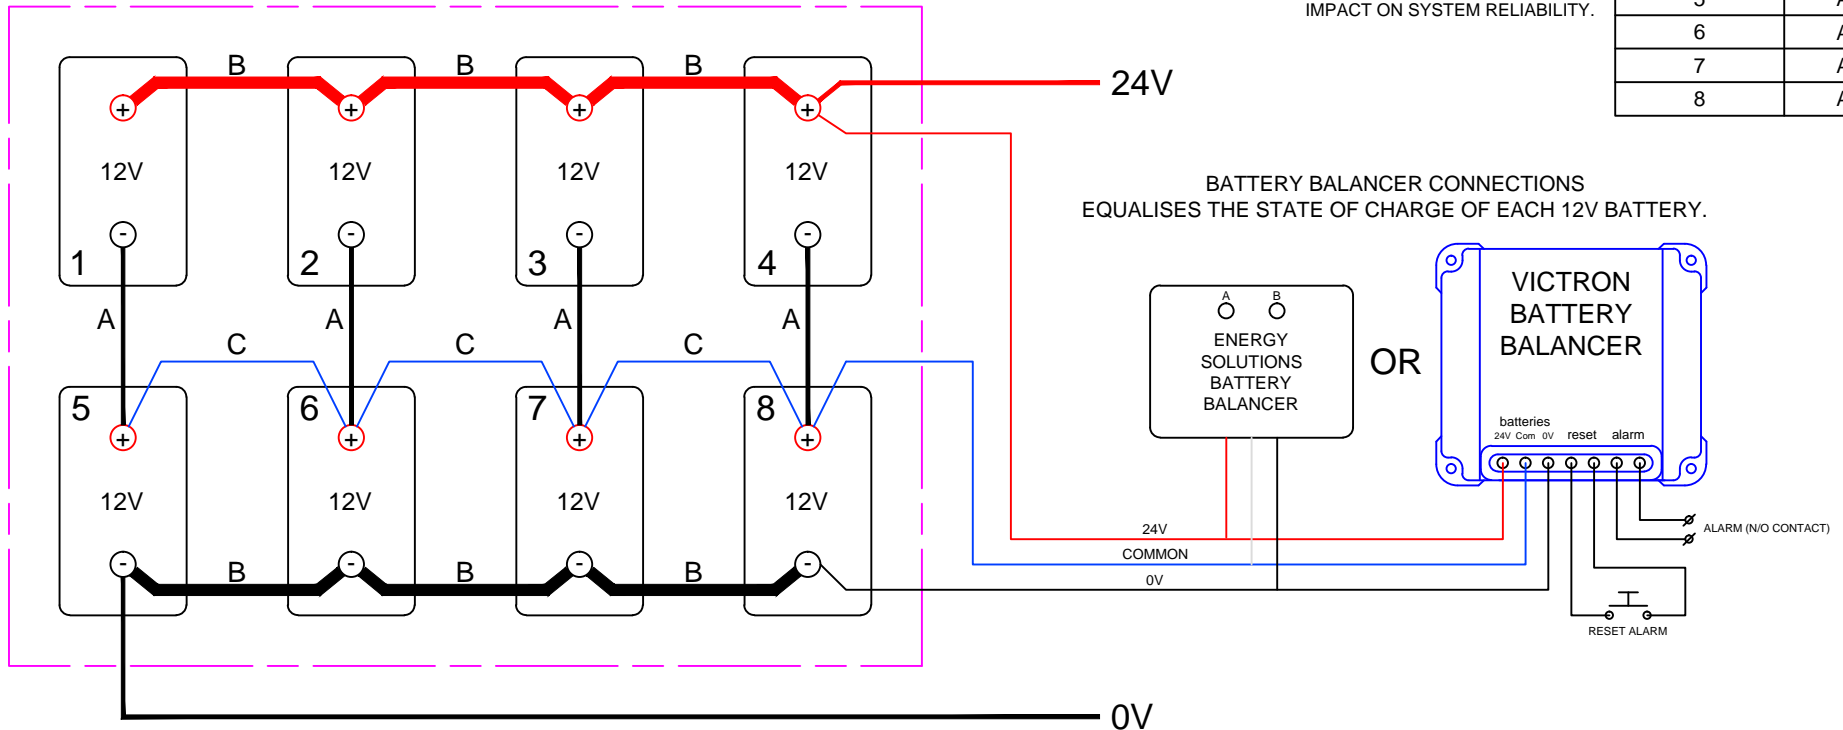 IMPACT ON SYSTEM RELIABILITY.
6 A
7 A
8 A
B B B
24V
+ + + +
12V 12V 12V 12V
- - - -
1 2 3 4
A A A A
C C C
5 6 7 8
+ + + +
12V 12V 12V 12V
- - - -
B B B
0V
BATTERY BALANCER CONNECTIONS
EQUALISES THE STATE OF CHARGE OF EACH 12V BATTERY.
A B
ENERGY
SOLUTIONS
BATTERY
BALANCER
OR
VICTRON
BATTERY
BALANCER
batteries
24V Com 0V reset alarm
24V
COMMON
0V
ALARM (N/O CONTACT)
RESET ALARM